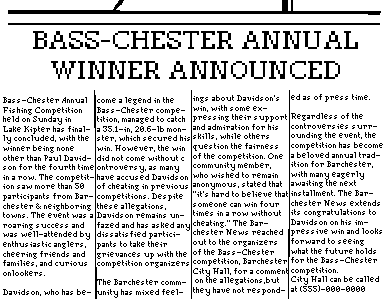 BASS-CHESTER ANNUAL
WINNER ANNOUNCED
Bass-Chester Annual
Fishing Competition
held on Sunday in
Lake Kipter has final-
ly concluded, with the
winner being none
other than Paul David-
son for the fourth time
in a row. The competit-
ion saw more than 50
participants from Bar-
chester & neighboring
towns. The event was a
roaring success and
was well-attended by
enthusiastic anglers,
cheering friends and
families, and curious
onlookers.
Davidson, who has be-
come a legend in the
Bass-Chester compe-
tition, managed to catch
a 35.1-in, 20.6-lb mon-
ster, which secured his
win. However, the win
did not come without c
ontroversy, as many
have accused Davidson
of cheating in previous
competitions. Despite
these allegations,
Davidson remains un-
fazed and has asked any
dissatisfied partici-
pants to take their
grievances up with the
competition organizers
The Barchester comm-
unity has mixed feel-
ings about Davidson's
win, with some ex-
pressing their support
and admiration for his
skills, while others
question the fairness
of the competition. One
community member,
who wished to remain
anonymous, stated that
"it's hard to believe that
someone can win four
times in a row without
cheating." The Bar-
chester News reached
out to the organizers
of the Bass-Chester
competition, Barchester
City Hall, for a comment
on the allegations,but
they have not respond-
ed as of press time.
Regardless of the
controversies surr-
ounding the event, the
competition has become
a beloved annual trad-
ition for Barchester,
with many eagerly
awaiting the next
installment. The Bar-
chester News extends
its congratulations to
Davidson on his im-
pressive win and looks
forward to seeing
what the future holds
for the Bass-Chester
competition.
City Hall can be called
at (555)-000-0000